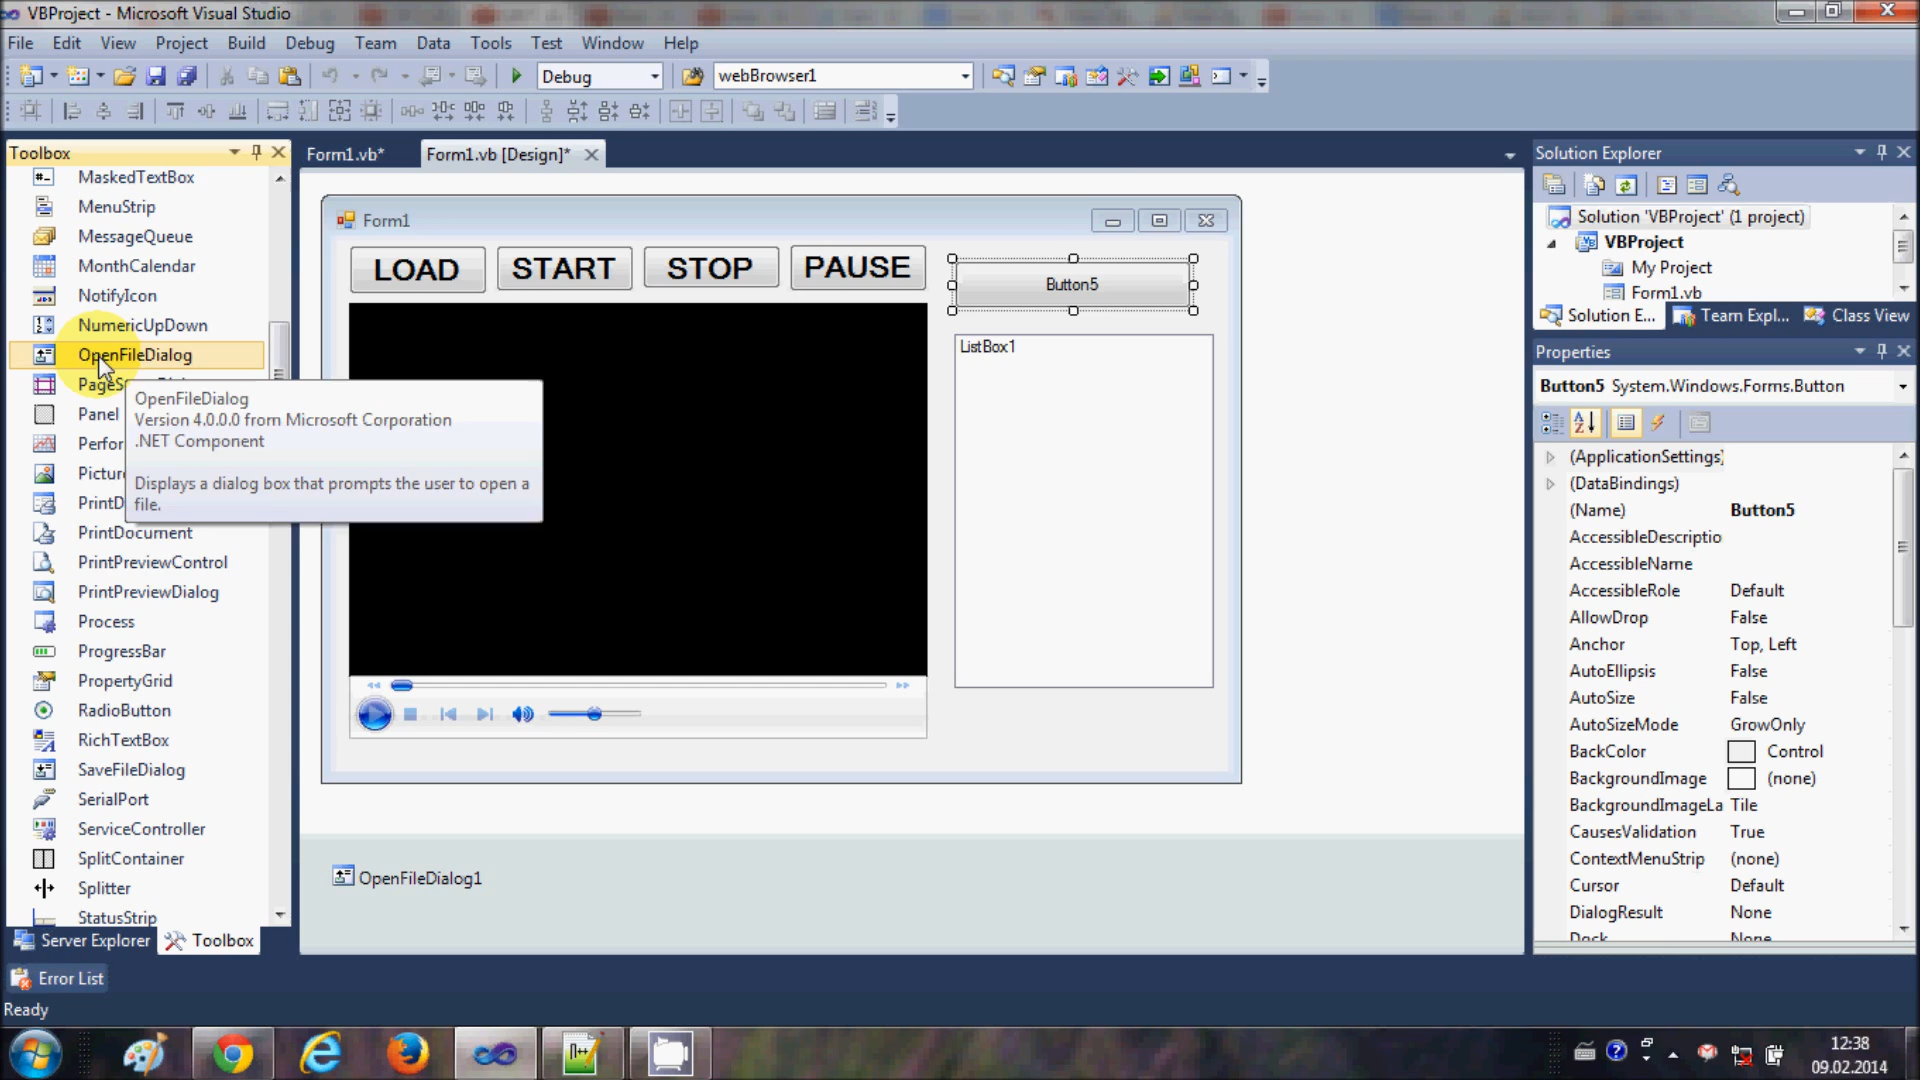 VBProject - Microsoft Visual Studio
File Edit View Project Build Debug Team Data Tools Test Window Help
Debug webBrowser1
Toolbox
MaskedTextBox
MenuStrip
MessageQueue
MonthCalendar
NotifyIcon
NumericUpDown
OpenFileDialog
PageS
Panel
Perfor
Pictur
PrintD
PrintDocument
PrintPreviewControl
PrintPreviewDialog
Process
ProgressBar
PropertyGrid
RadioButton
RichTextBox
SaveFileDialog
SerialPort
ServiceController
SplitContainer
Splitter
StatusStrip
Server Explorer Toolbox
OpenFileDialog
Version 4.0.0.0 from Microsoft Corporation
.NET Component
Displays a dialog box that prompts the user to open a
file.
Form1.vb* Form1.vb [Design]*
Form1
LOAD START STOP PAUSE
Button5
ListBox1
OpenFileDialog1
Solution Explorer
Solution 'VBProject' (1 project)
VBProject
My Project
Form1.vb
Solution E... Team Expl... Class View
Properties
Button5 System.Windows.Forms.Button
(ApplicationSettings)
(DataBindings)
(Name) Button5
AccessibleDescriptio
AccessibleName
AccessibleRole Default
AllowDrop False
Anchor Top, Left
AutoEllipsis False
AutoSize False
AutoSizeMode GrowOnly
BackColor Control
BackgroundImage (none)
BackgroundImageLa Tile
CausesValidation True
ContextMenuStrip (none)
Cursor Default
DialogResult None
Dock None
Error List
Ready
12:38
09.02.2014